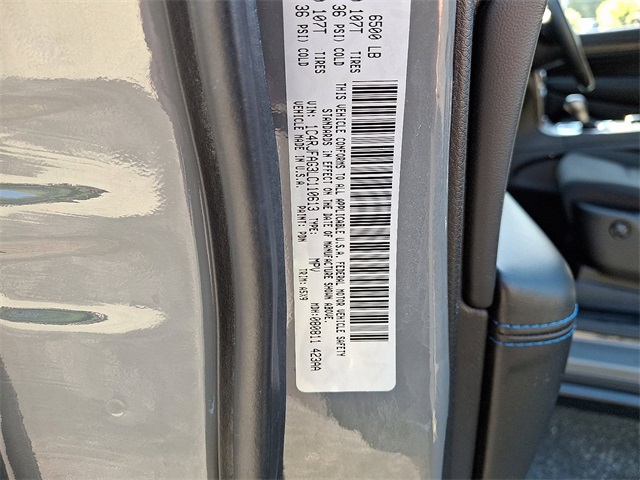 6500 LB
107T TIRES
36 PSI) COLD
107T TIRES
36 PSI) COLD
THIS VEHICLE CONFORMS TO ALL APPLICABLE U.S.A. FEDERAL MOTOR VEHICLE SAFETY
STANDARDS IN EFFECT ON THE DATE OF MANUFACTURE SHOWN ABOVE.
VIN: 1C4RJFAG3LC110613 TYPE: MPV MDH:080811 423AA
VEHICLE MADE IN U.S.A. PAINT: PDN TRIM: A5X9